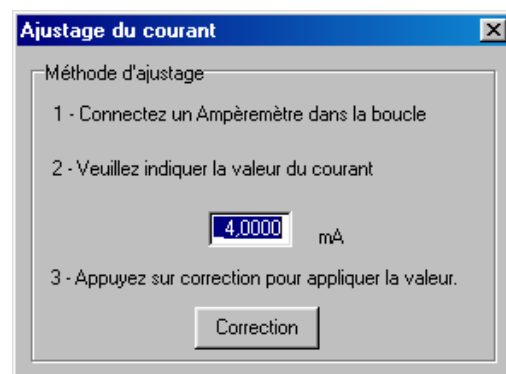 Ajustage du courant
Méthode d'ajustage
1 - Connectez un Ampèremètre dans la boucle
2 - Veuillez indiquer la valeur du courant
4,0000 mA
3 - Appuyez sur correction pour appliquer la valeur.
Correction